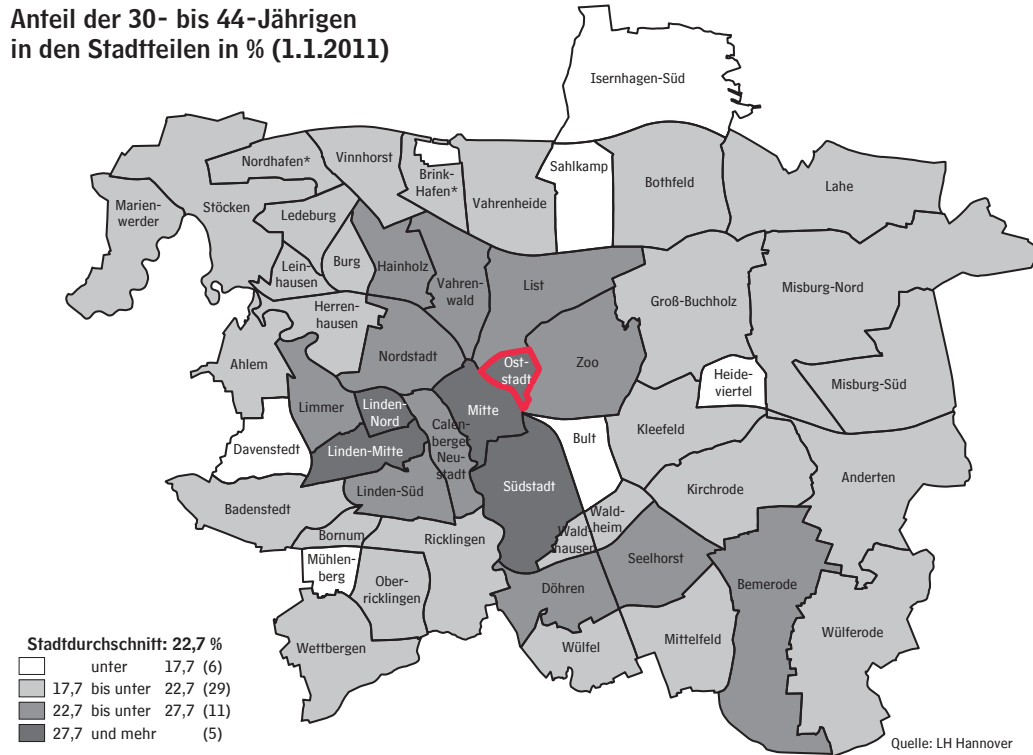 Anteil der 30- bis 44-Jährigen
in den Stadtteilen in % (1.1.2011)
Isernhagen-Süd
Nordhafen*
Vinnhorst
Brink-
Hafen*
Sahlkamp
Bothfeld
Lahe
Marien-
werder
Stöcken
Ledeburg
Vahrenheide
Burg
Hainholz
Lein-
hausen
Vahren-
wald
List
Groß-Buchholz
Misburg-Nord
Herren-
hausen
Nordstadt
Ost-
stadt
Zoo
Ahlem
Heide-
viertel
Misburg-Süd
Limmer
Linden-
Nord
Mitte
Calen-
berger
Neu-
stadt
Kleefeld
Bult
Davenstedt
Linden-Mitte
Anderten
Südstadt
Kirchrode
Linden-Süd
Badenstedt
Wald-
heim
Wald-
hausen
Bornum
Ricklingen
Seelhorst
Mühlen-
berg
Ober-
ricklingen
Döhren
Bemerode
Wülferode
Wettbergen
Wülfel
Mittelfeld
Stadtdurchschnitt: 22,7 %
unter 17,7 (6)
17,7 bis unter 22,7 (29)
22,7 bis unter 27,7 (11)
27,7 und mehr (5)
Quelle: LH Hannover